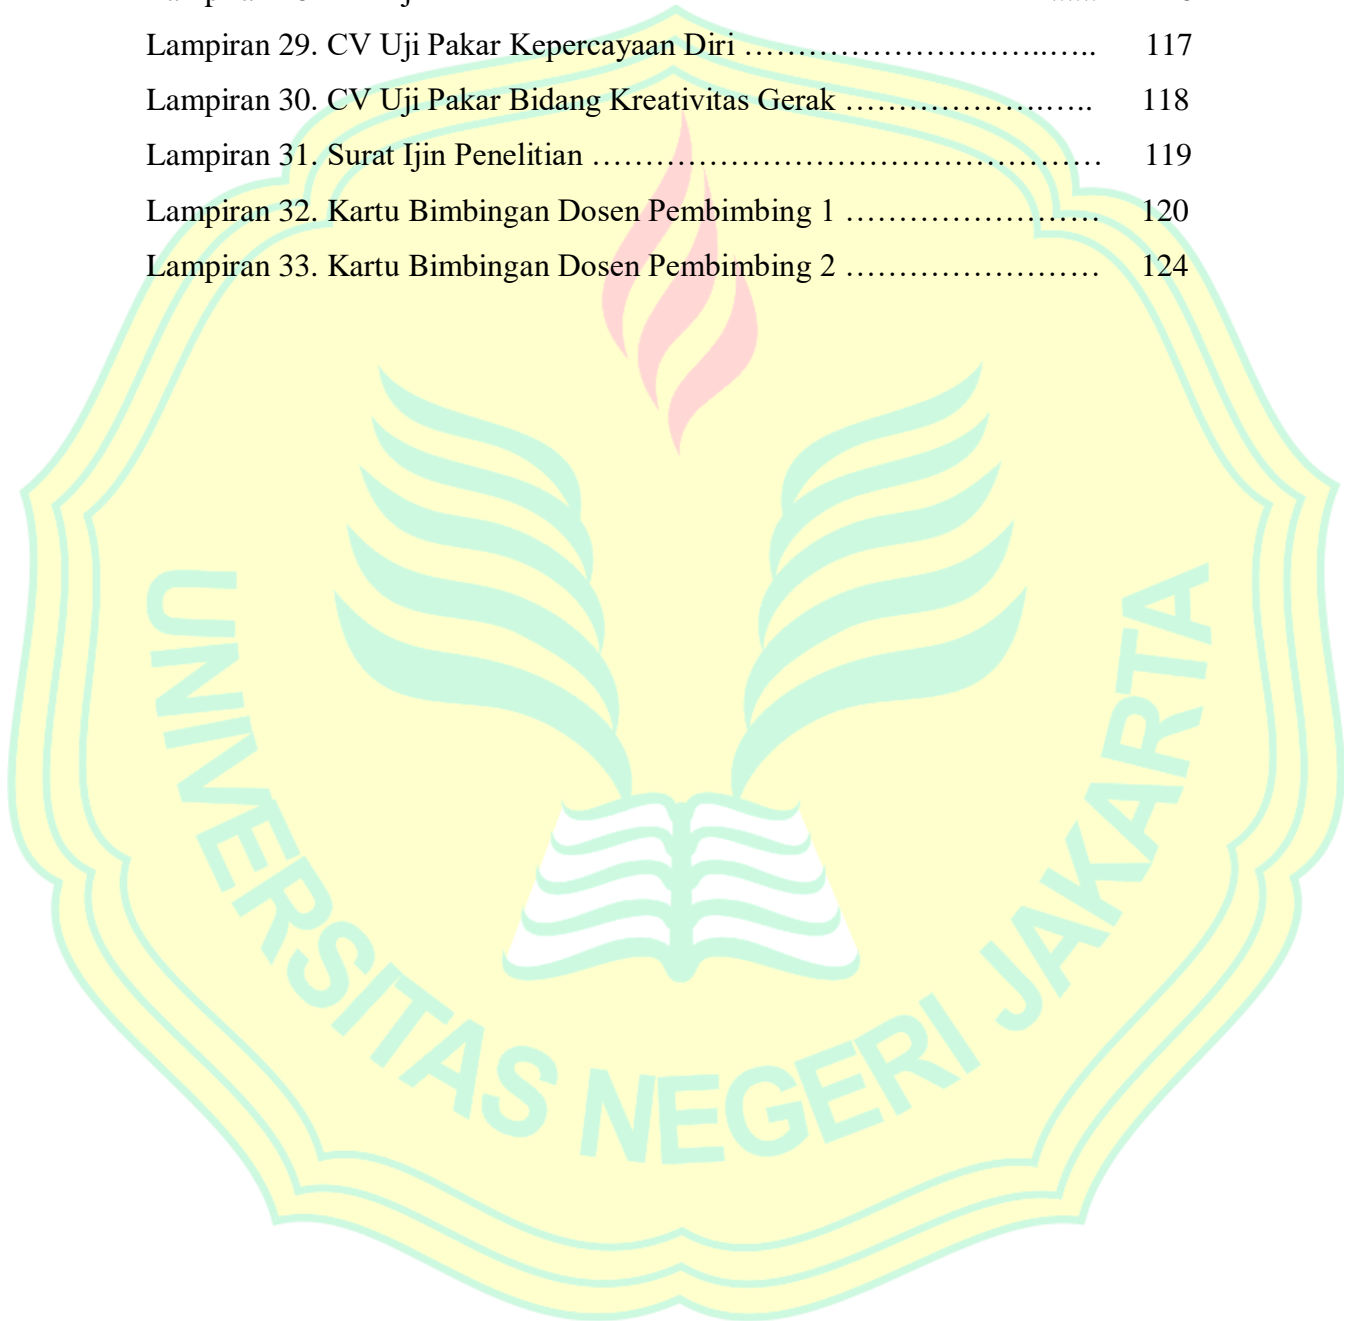 Lampiran 29. CV Uji Pakar Kepercayaan Diri ………………………..….. 117
Lampiran 30. CV Uji Pakar Bidang Kreativitas Gerak ……………….….. 118
Lampiran 31. Surat Ijin Penelitian ………………………………………… 119
Lampiran 32. Kartu Bimbingan Dosen Pembimbing 1 …………………… 120
Lampiran 33. Kartu Bimbingan Dosen Pembimbing 2 …………………… 124
UNIVERSITAS NEGERI JAKARTA